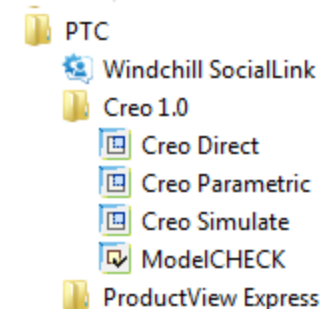 PTC
Windchill SocialLink
Creo 1.0
Creo Direct
Creo Parametric
Creo Simulate
ModelCHECK
ProductView Express